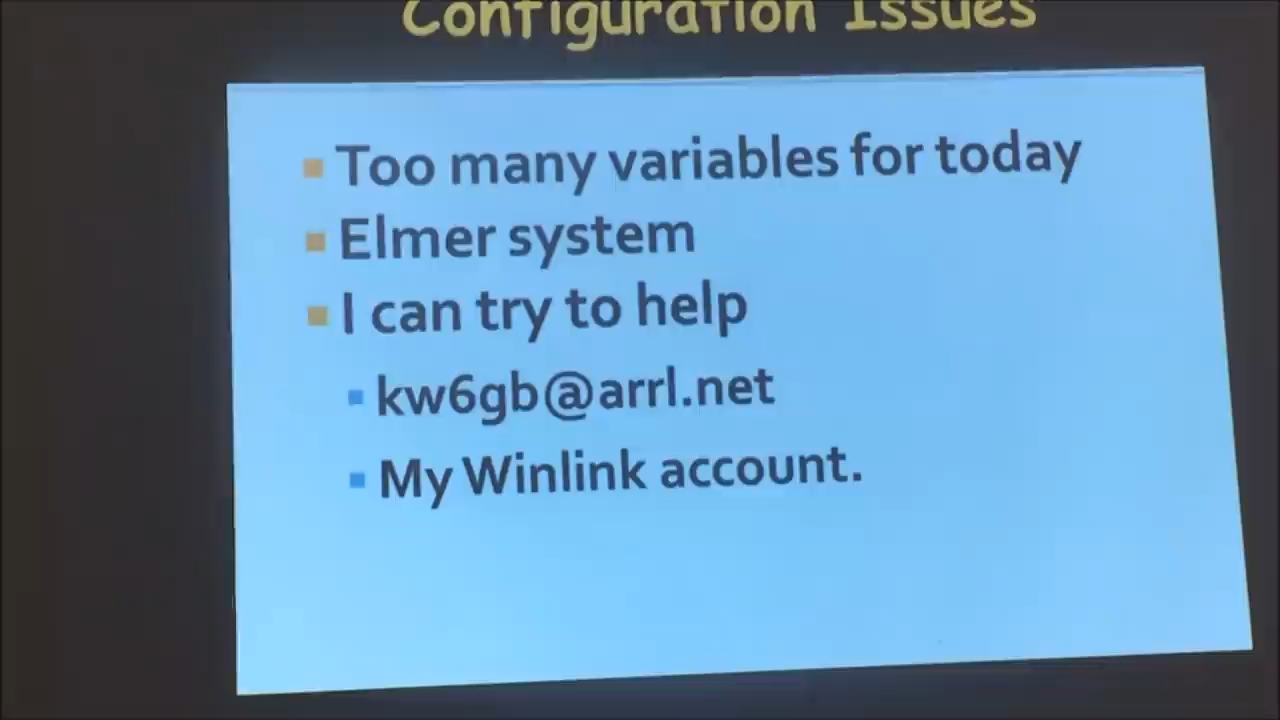 Configuration Issues
Too many variables for today
Elmer system
I can try to help
kw6gb@arrl.net
My Winlink account.